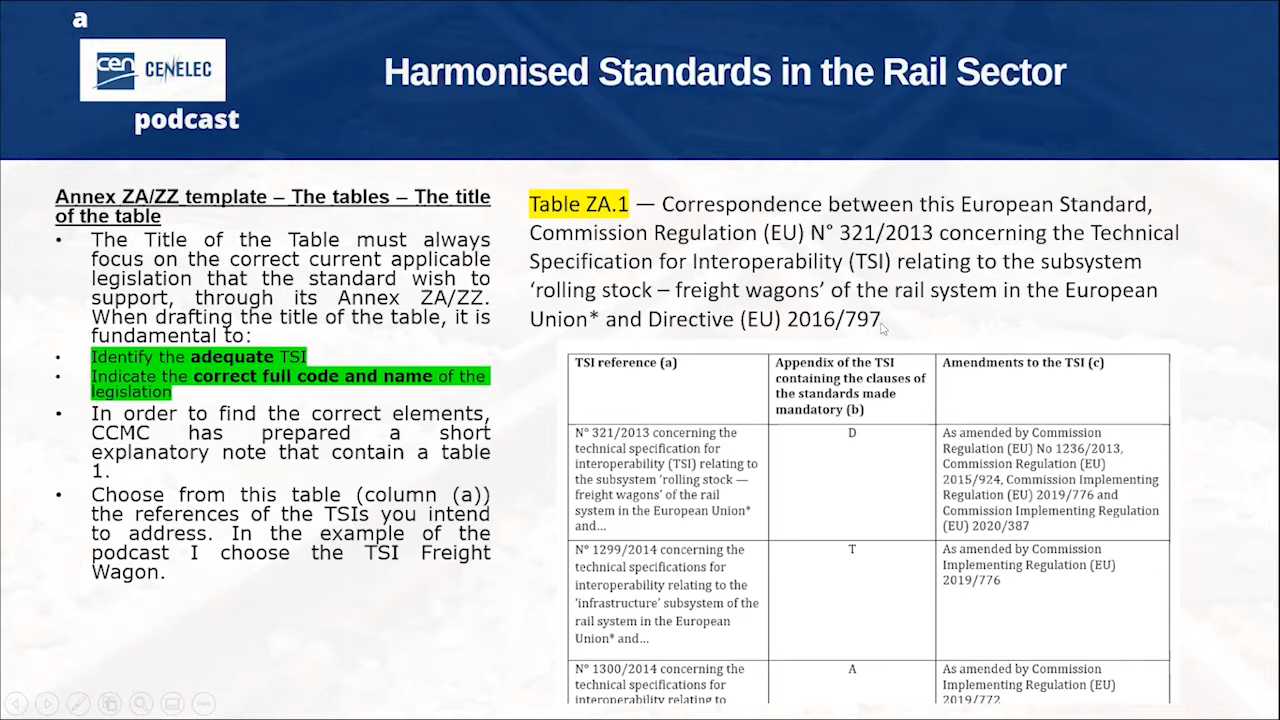 a
cen CENELEC
podcast
Harmonised Standards in the Rail Sector
Annex ZA/ZZ template – The tables – The title
of the table
• The Title of the Table must always
focus on the correct current applicable
legislation that the standard wish to
support, through its Annex ZA/ZZ.
When drafting the title of the table, it is
fundamental to:
• Identify the adequate TSI
• Indicate the correct full code and name of the
legislation
• In order to find the correct elements,
CCMC has prepared a short
explanatory note that contain a table
1.
• Choose from this table (column (a))
the references of the TSIs you intend
to address. In the example of the
podcast I choose the TSI Freight
Wagon.
Table ZA.1 — Correspondence between this European Standard,
Commission Regulation (EU) N° 321/2013 concerning the Technical
Specification for Interoperability (TSI) relating to the subsystem
‘rolling stock – freight wagons’ of the rail system in the European
Union* and Directive (EU) 2016/797
TSI reference (a)
Appendix of the TSI
containing the clauses of
the standards made
mandatory (b)
Amendments to the TSI (c)
N° 321/2013 concerning the
technical specification for
interoperability (TSI) relating to
the subsystem ‘rolling stock —
freight wagons’ of the rail
system in the European Union*
and...
D
As amended by Commission
Regulation (EU) No 1236/2013,
Commission Regulation (EU)
2015/924, Commission Implementing
Regulation (EU) 2019/776 and
Commission Implementing Regulation
(EU) 2020/387
N° 1299/2014 concerning the
technical specifications for
interoperability relating to the
‘infrastructure’ subsystem of the
rail system in the European
Union* and...
T
As amended by Commission
Implementing Regulation (EU)
2019/776
N° 1300/2014 concerning the
technical specifications for
interoperability relating to
A
As amended by Commission
Implementing Regulation (EU)
2019/772